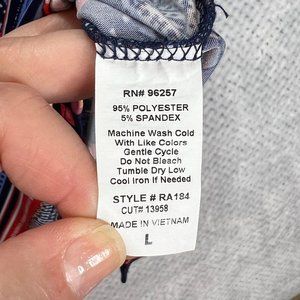 RN# 96257
95% POLYESTER
5% SPANDEX
Machine Wash Cold
With Like Colors
Gentle Cycle
Do Not Bleach
Tumble Dry Low
Cool Iron If Needed
STYLE # RA184
CUT# 13958
MADE IN VIETNAM
L